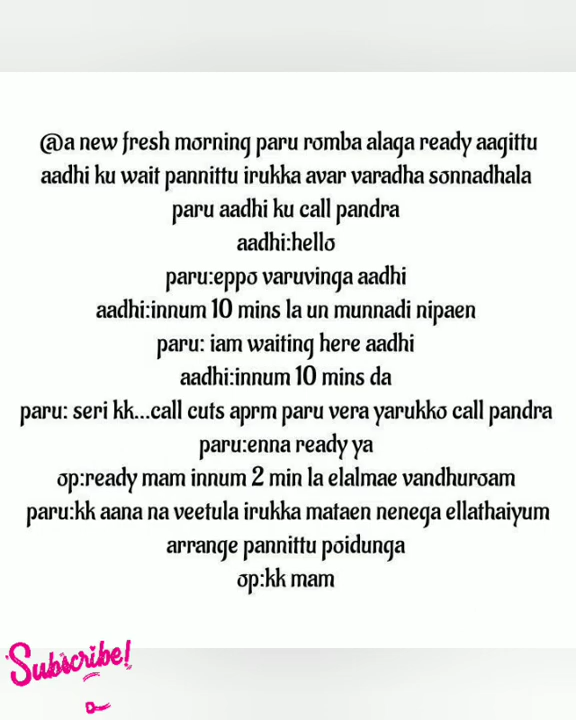 @a new fresh morning paru romba alaga ready aagittu
aadhi ku wait pannittu irukka avar varadha sonnadhala
paru aadhi ku call pandra
aadhi:hello
paru:eppo varuvinga aadhi
aadhi:innum 10 mins la un munnadi nipaen
paru: iam waiting here aadhi
aadhi:innum 10 mins da
paru: seri kk...call cuts aprm paru vera yarukko call pandra
paru:enna ready ya
op:ready mam innum 2 min la elalmae vandhuroam
paru:kk aana na veetula irukka mataen nenega ellathaiyum
arrange pannittu poidunga
op:kk mam
Subscribe!